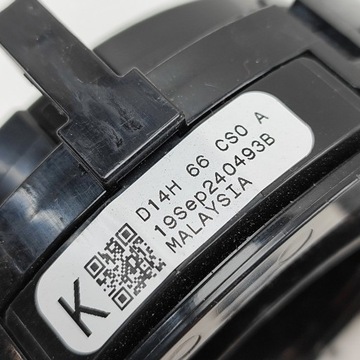 D14H 66 CS0 A
19Sep240493B
MALAYSIA
K